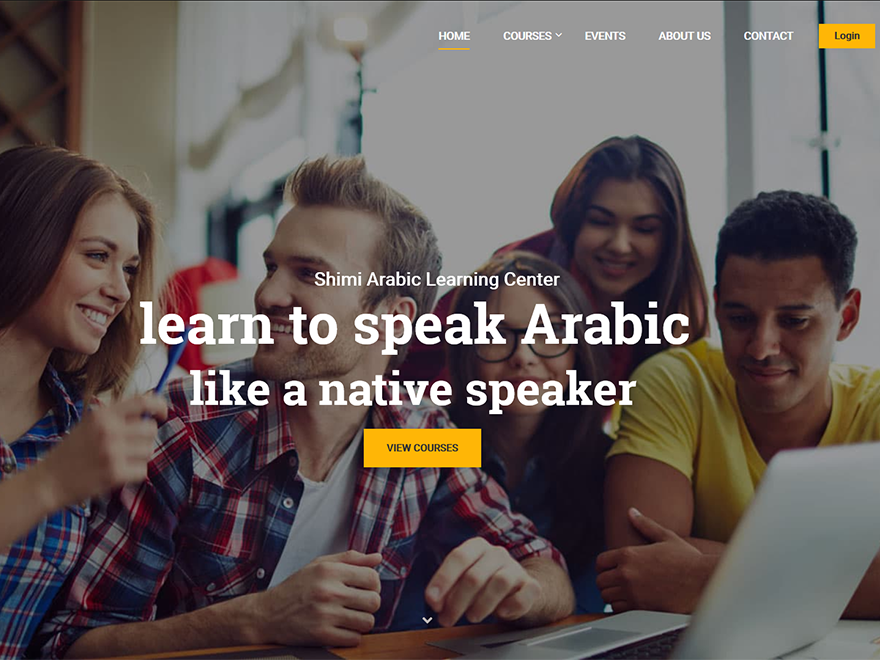 HOME COURSES EVENTS ABOUT US CONTACT Login
Shimi Arabic Learning Center
learn to speak Arabic
like a native speaker
VIEW COURSES